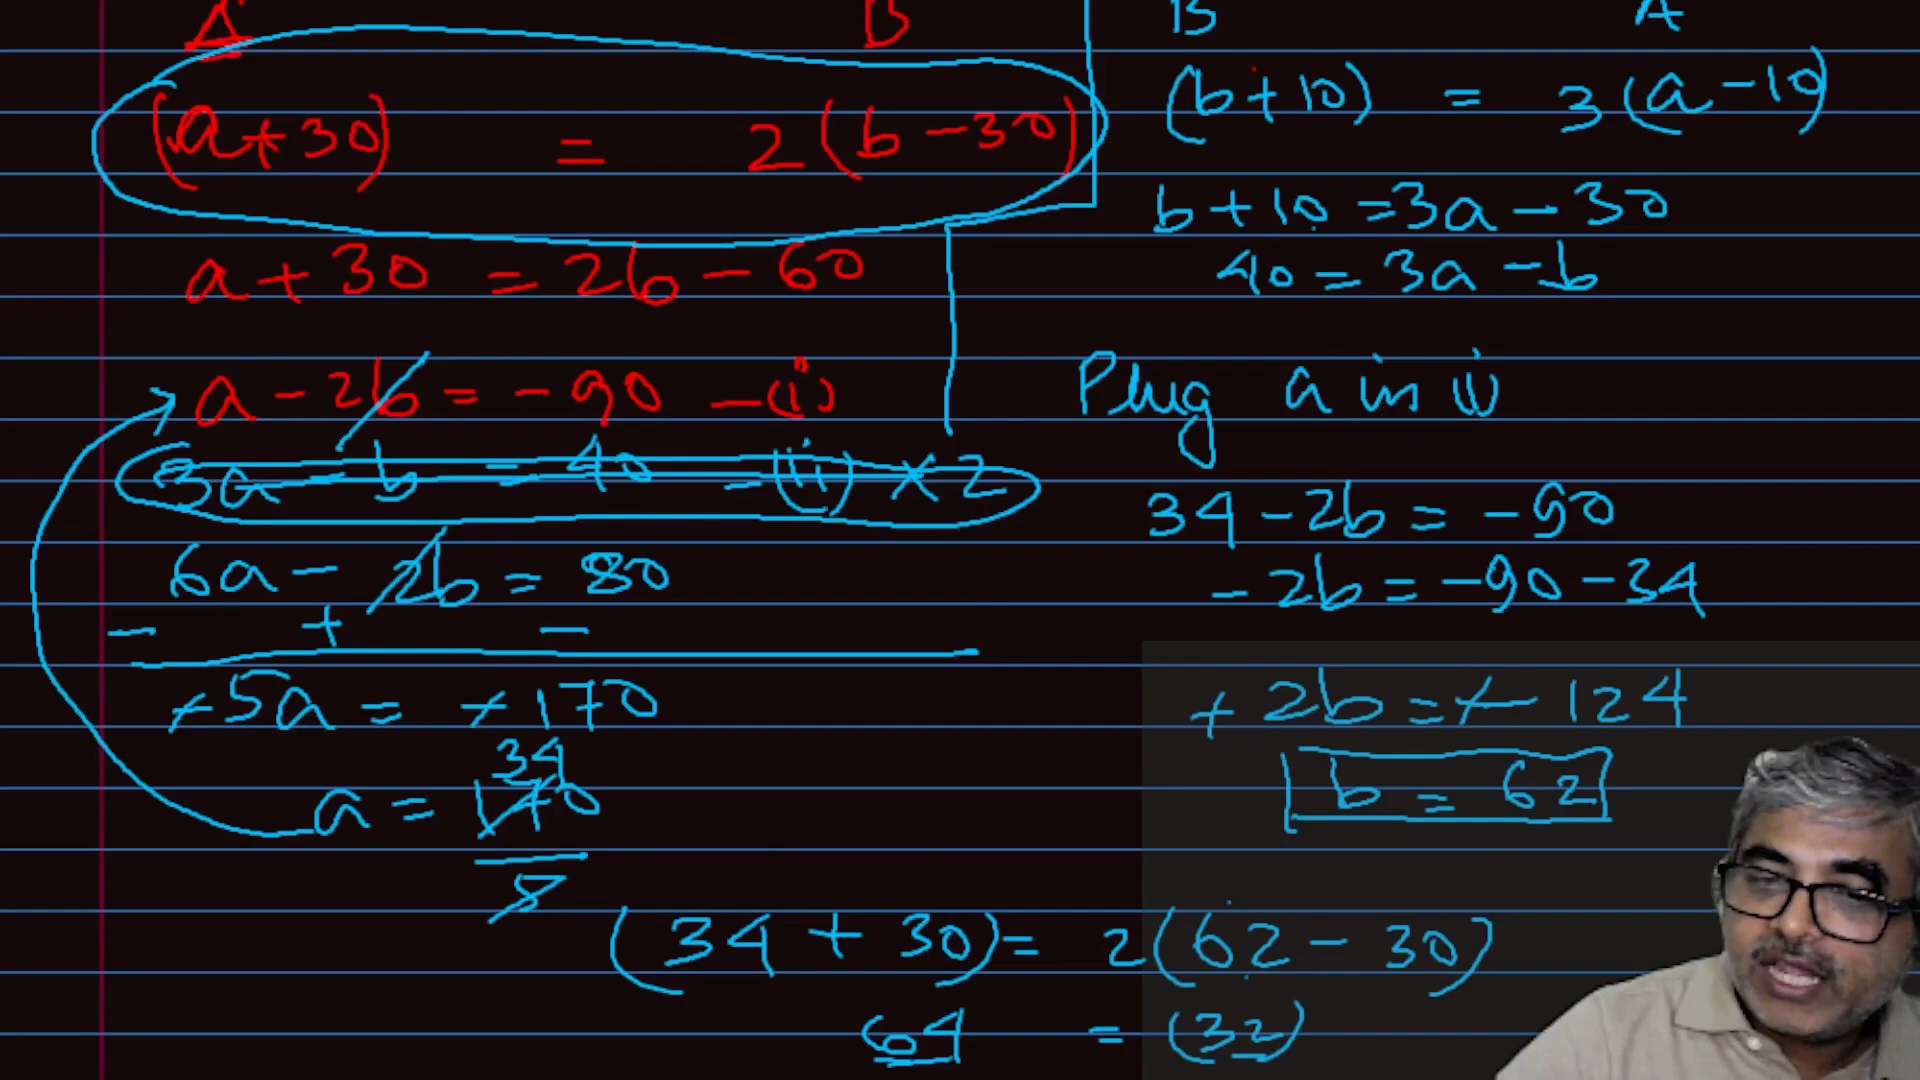 A B
(a+30) = 2(b-30)
a+30 = 2b-60
a-2b = -90 -(i)
3a-b = 40 -(ii) ×2
6a-2b = 80
- + -
-5a = -170
34
a = 170
5
B A
(b+10) = 3(a-10)
b+10 = 3a-30
40 = 3a-b
Plug a in (i)
34-2b = -90
-2b = -90-34
+2b = +-124
b = 62
(34+30) = 2(62-30)
64 = (32)